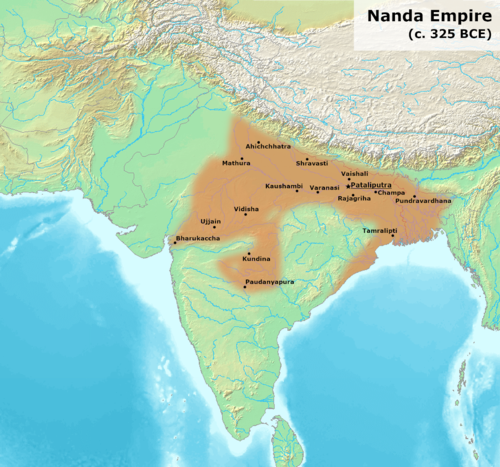 Nanda Empire
(c. 325 BCE)
Ahichchhatra
Mathura
Shravasti
Vaishali
Kaushambi
Varanasi
Pataliputra
Champa
Rajagriha
Pundravardhana
Vidisha
Ujjain
Tamralipti
Bharukaccha
Kundina
Paudanyapura